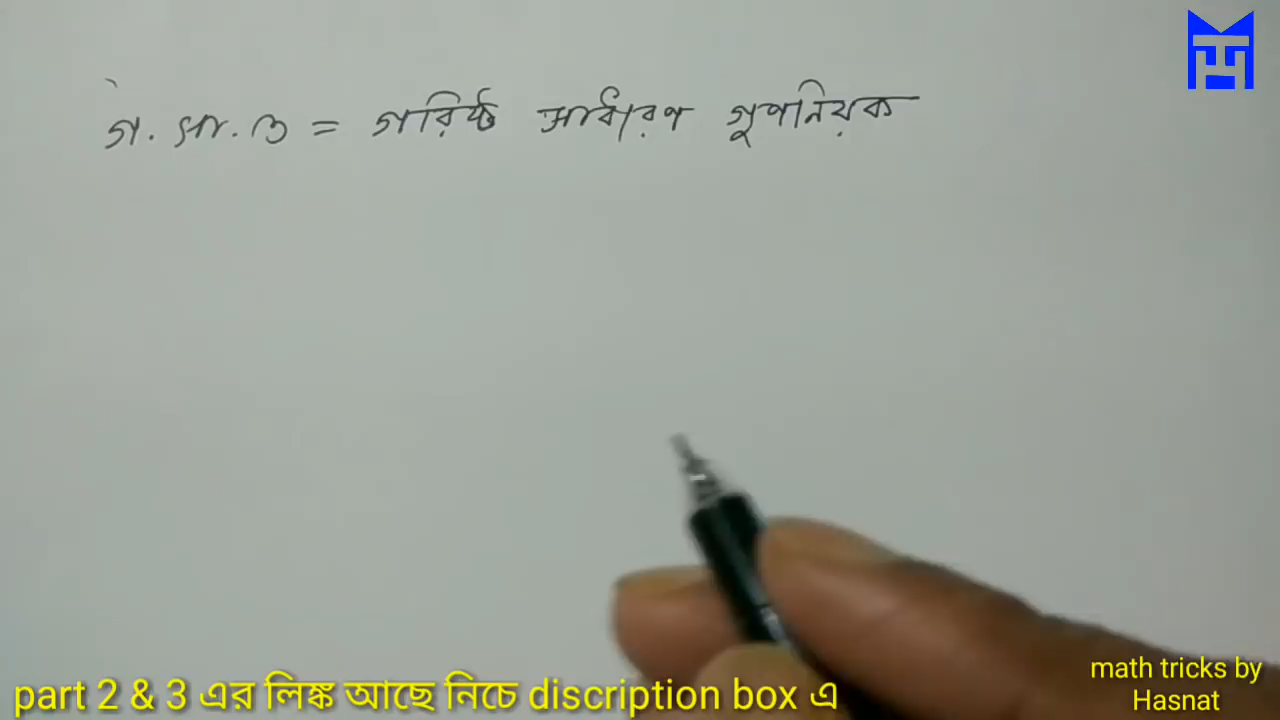 গ. সা. গু = গরিষ্ঠ সাধারণ গুণনিয়ক
part 2 & 3 এর লিঙ্ক আছে নিচে discription box এ
math tricks by
Hasnat